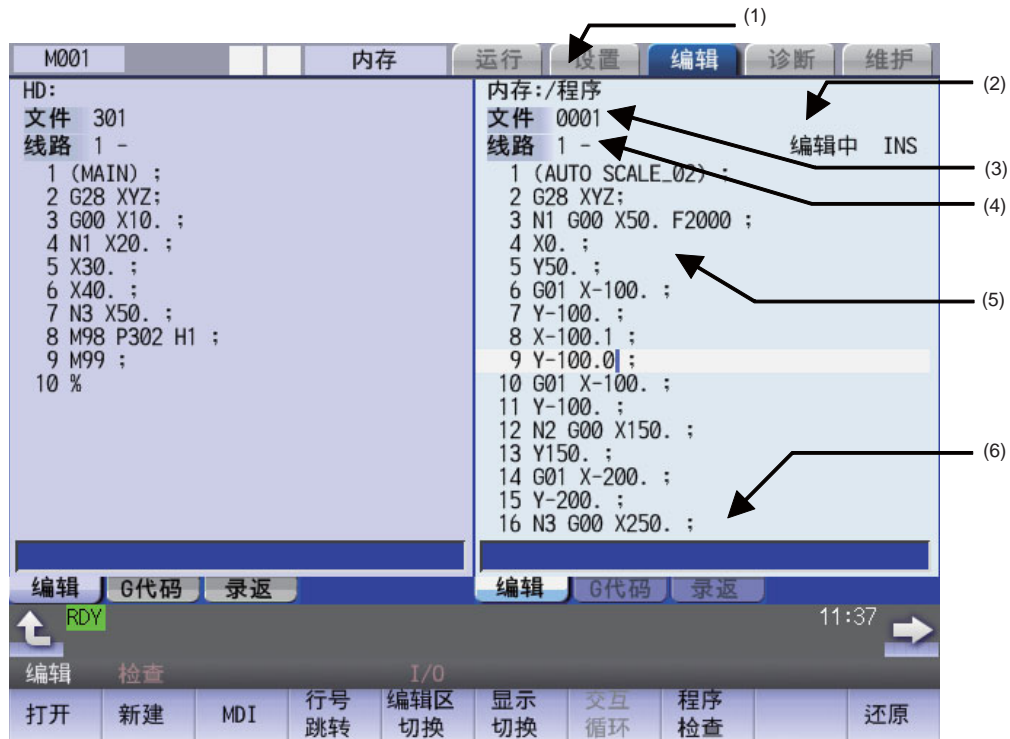 (1)
M001 内存 运行 设置 编辑 诊断 维护
HD:
文件 301
线路 1 -
1 (MAIN) ;
2 G28 XYZ;
3 G00 X10. ;
4 N1 X20. ;
5 X30. ;
6 X40. ;
7 N3 X50. ;
8 M98 P302 H1 ;
9 M99 ;
10 %
内存:/程序
文件 0001
线路 1 - 编辑中 INS
1 (AUTO SCALE_02) ;
2 G28 XYZ;
3 N1 G00 X50. F2000 ;
4 X0. ;
5 Y50. ;
6 G01 X-100. ;
7 Y-100. ;
8 X-100.1 ;
9 Y-100.0 ;
10 G01 X-100. ;
11 Y-100. ;
12 N2 G00 X150. ;
13 Y150. ;
14 G01 X-200. ;
15 Y-200. ;
16 N3 G00 X250. ;
(2)
(3)
(4)
(5)
(6)
编辑 G代码 录返
编辑 G代码 录返
RDY 11:37
编辑 检查 I/O
打开 新建 MDI 行号 编辑区 显示 交互 程序 还原
跳转 切换 切换 循环 检查